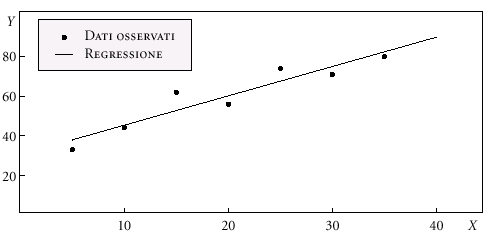 Y
Dati osservati
Regressione
80
60
40
20
10 20 30 40 X